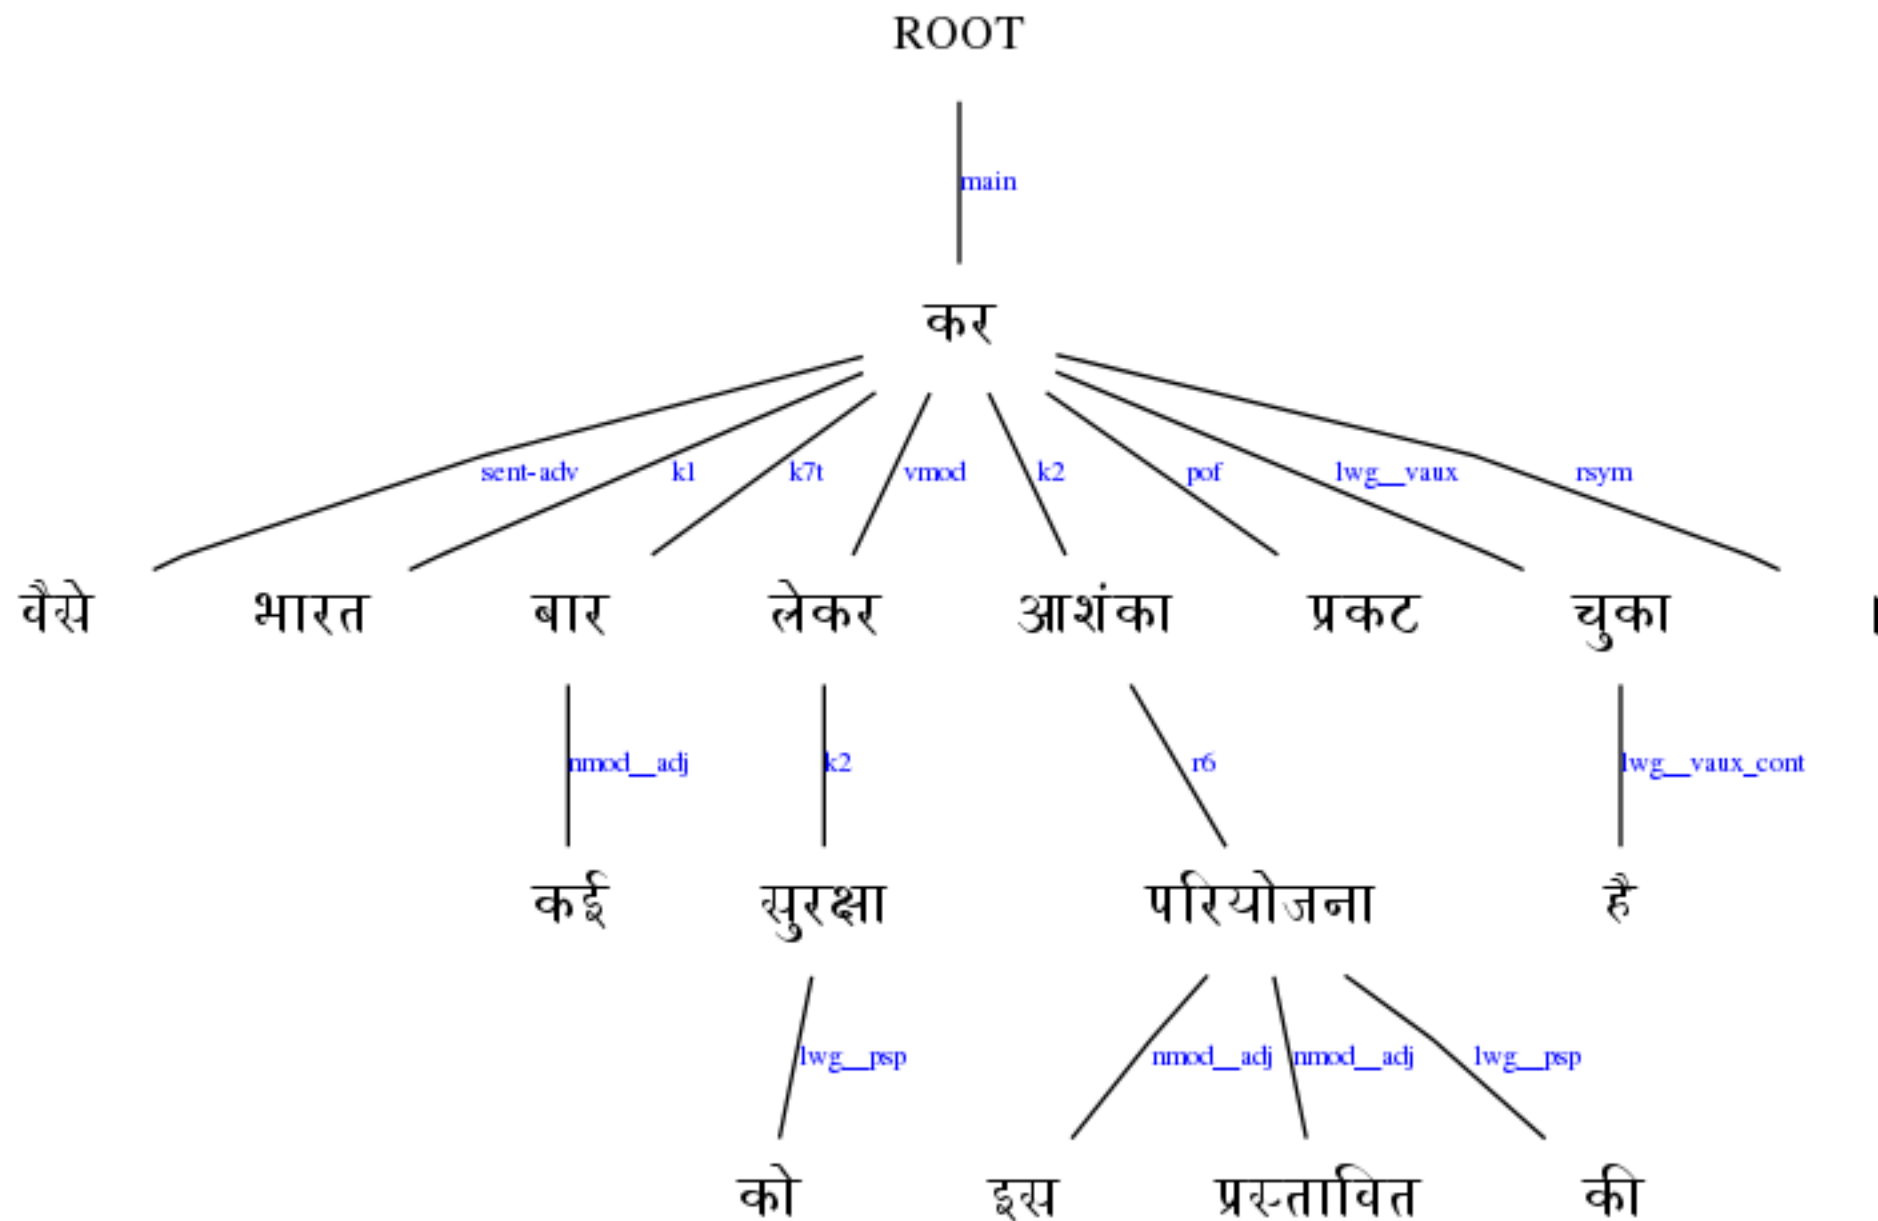 ROOT
main
कर
sent-adv k1 k7t vmod k2 pof lwg__vaux rsym
वैसे भारत बार लेकर आशंका प्रकट चुका ।
nmod__adj k2 r6 lwg__vaux_cont
कई सुरक्षा परियोजना है
lwg__psp nmod__adj nmod__adj lwg__psp
को इस प्रस्तावित की